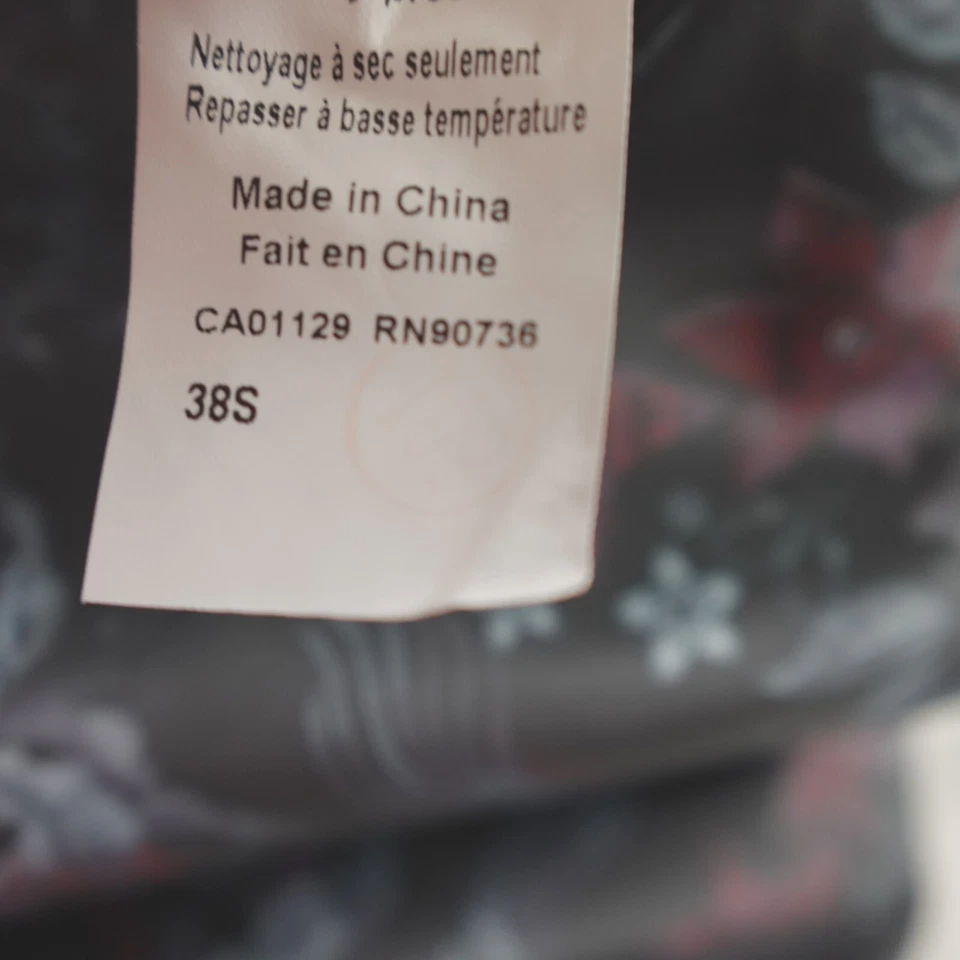 Nettoyage à sec seulement
Repasser à basse température
Made in China
Fait en Chine
CA01129 RN90736
38S